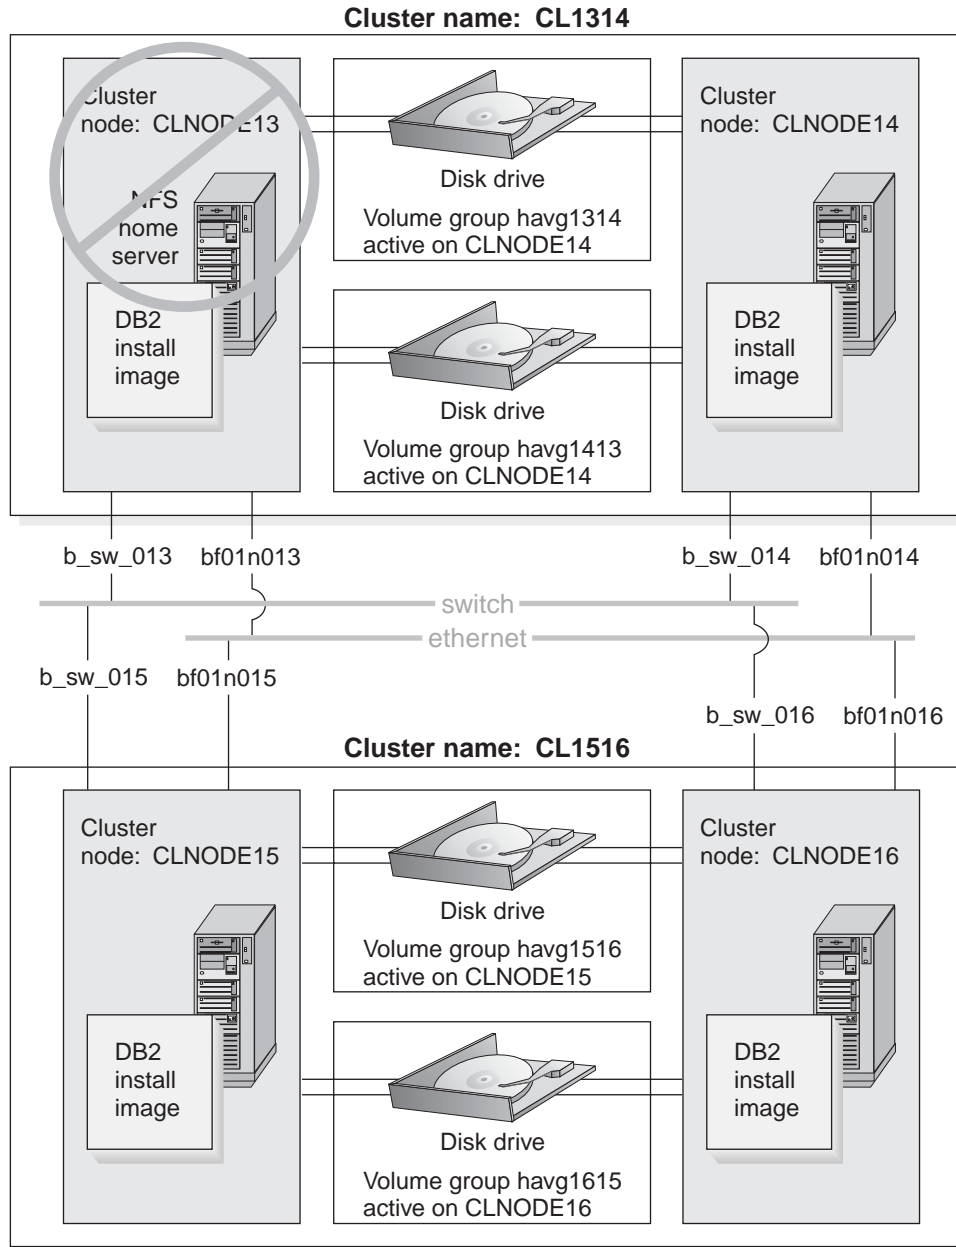 Cluster name: CL1314
Cluster
node: CLNODE13
NFS
home
server
DB2
install
image
Disk drive
Volume group havg1314
active on CLNODE14
Disk drive
Volume group havg1413
active on CLNODE14
Cluster
node: CLNODE14
DB2
install
image
b_sw_013
bf01n013
b_sw_014
bf01n014
switch
ethernet
b_sw_015
bf01n015
b_sw_016
bf01n016
Cluster name: CL1516
Cluster
node: CLNODE15
DB2
install
image
Disk drive
Volume group havg1516
active on CLNODE15
Disk drive
Volume group havg1615
active on CLNODE16
Cluster
node: CLNODE16
DB2
install
image